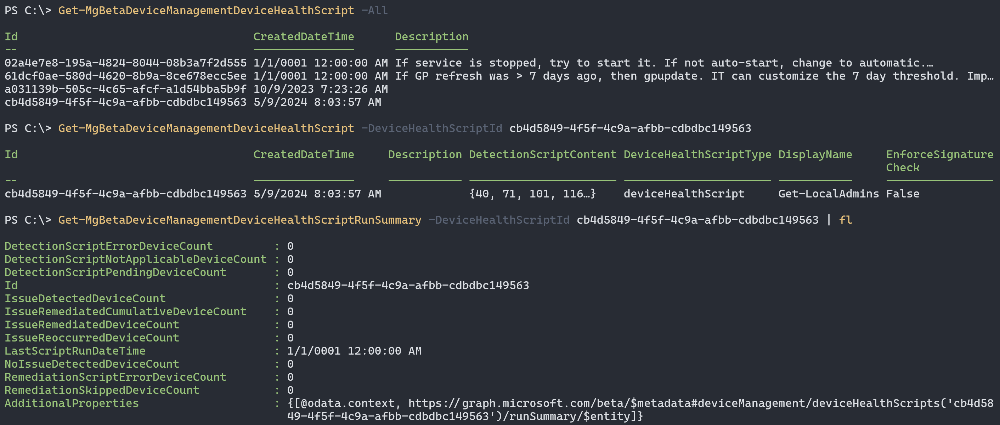 PS C:\> Get-MgBetaDeviceManagementDeviceHealthScript -All
Id CreatedDateTime Description
-- --------------- -----------
02a4e7e8-195a-4824-8044-08b3a7f2d555 1/1/0001 12:00:00 AM If service is stopped, try to start it. If not auto-start, change to automatic.…
61dcf0ae-580d-4620-8b9a-8ce678ecc5ee 1/1/0001 12:00:00 AM If GP refresh was > 7 days ago, then gpupdate. IT can customize the 7 day threshold. Imp…
a031139b-505c-4c65-afcf-a1d54bba5b9f 10/9/2023 7:23:26 AM
cb4d5849-4f5f-4c9a-afbb-cdbdbc149563 5/9/2024 8:03:57 AM
PS C:\> Get-MgBetaDeviceManagementDeviceHealthScript -DeviceHealthScriptId cb4d5849-4f5f-4c9a-afbb-cdbdbc149563
Id CreatedDateTime Description DetectionScriptContent DeviceHealthScriptType DisplayName EnforceSignature
Check
-- --------------- ----------- ---------------------- ---------------------- ----------- ----------------
cb4d5849-4f5f-4c9a-afbb-cdbdbc149563 5/9/2024 8:03:57 AM {40, 71, 101, 116…} deviceHealthScript Get-LocalAdmins False
PS C:\> Get-MgBetaDeviceManagementDeviceHealthScriptRunSummary -DeviceHealthScriptId cb4d5849-4f5f-4c9a-afbb-cdbdbc149563 | fl
DetectionScriptErrorDeviceCount : 0
DetectionScriptNotApplicableDeviceCount : 0
DetectionScriptPendingDeviceCount : 0
Id : cb4d5849-4f5f-4c9a-afbb-cdbdbc149563
IssueDetectedDeviceCount : 0
IssueRemediatedCumulativeDeviceCount : 0
IssueRemediatedDeviceCount : 0
IssueReoccurredDeviceCount : 0
LastScriptRunDateTime : 1/1/0001 12:00:00 AM
NoIssueDetectedDeviceCount : 0
RemediationScriptErrorDeviceCount : 0
RemediationSkippedDeviceCount : 0
AdditionalProperties : {[@odata.context, https://graph.microsoft.com/beta/$metadata#deviceManagement/deviceHealthScripts('cb4d58
49-4f5f-4c9a-afbb-cdbdbc149563')/runSummary/$entity]}